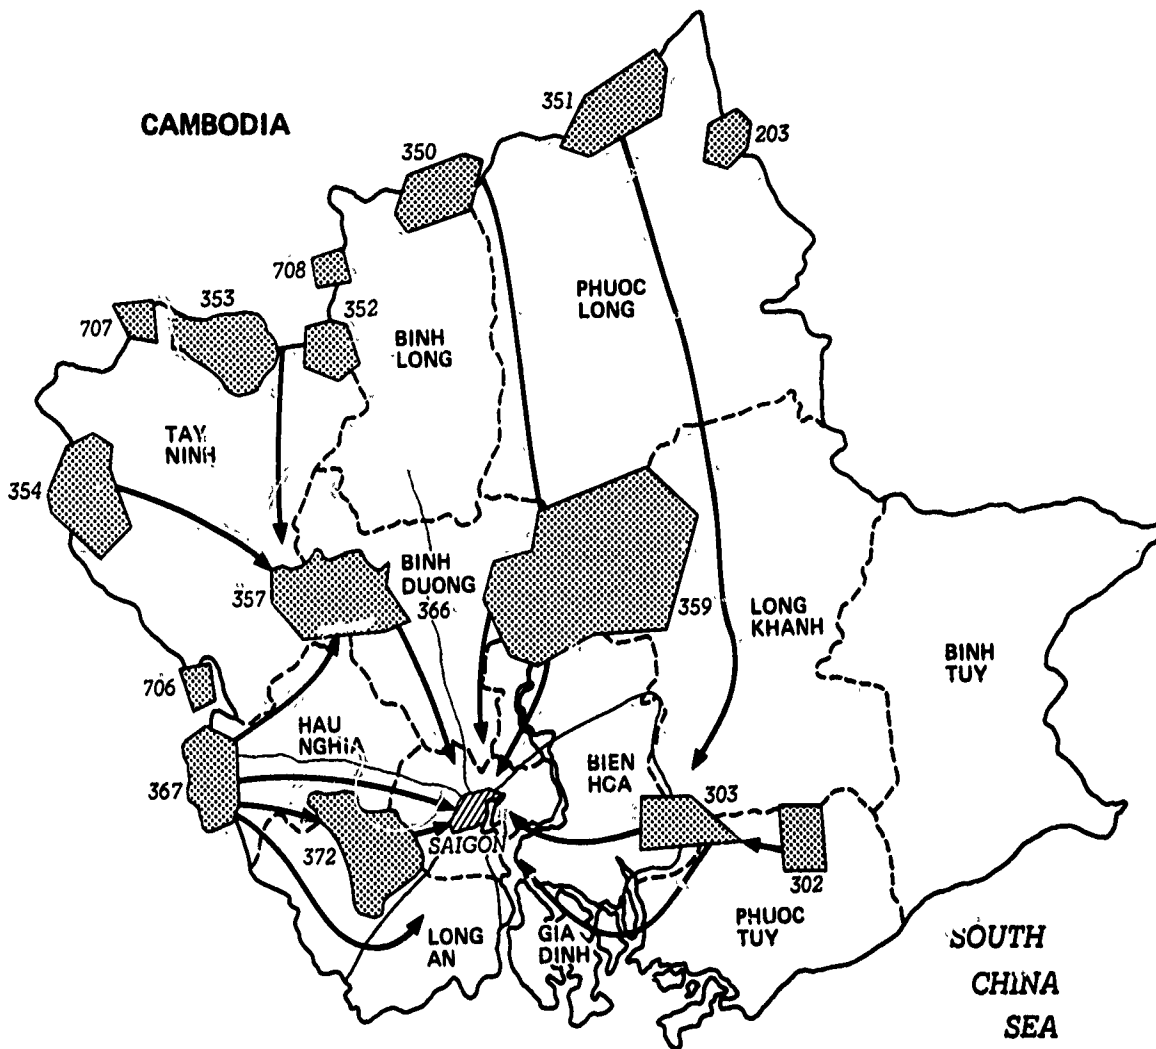 351
CAMBODIA
203
350
708
PHUOC
LONG
353
352
707
BINH
LONG
TAY
NINH
354
BINH
DUONG
357
366
359
LONG
KHANH
BINH
TUY
706
HAU
NGHIA
BIEN
HCA
367
303
SAIGON
372
302
PHUOC
TUY
LONG
AN
GIA
DINH
SOUTH
CHINA
SEA